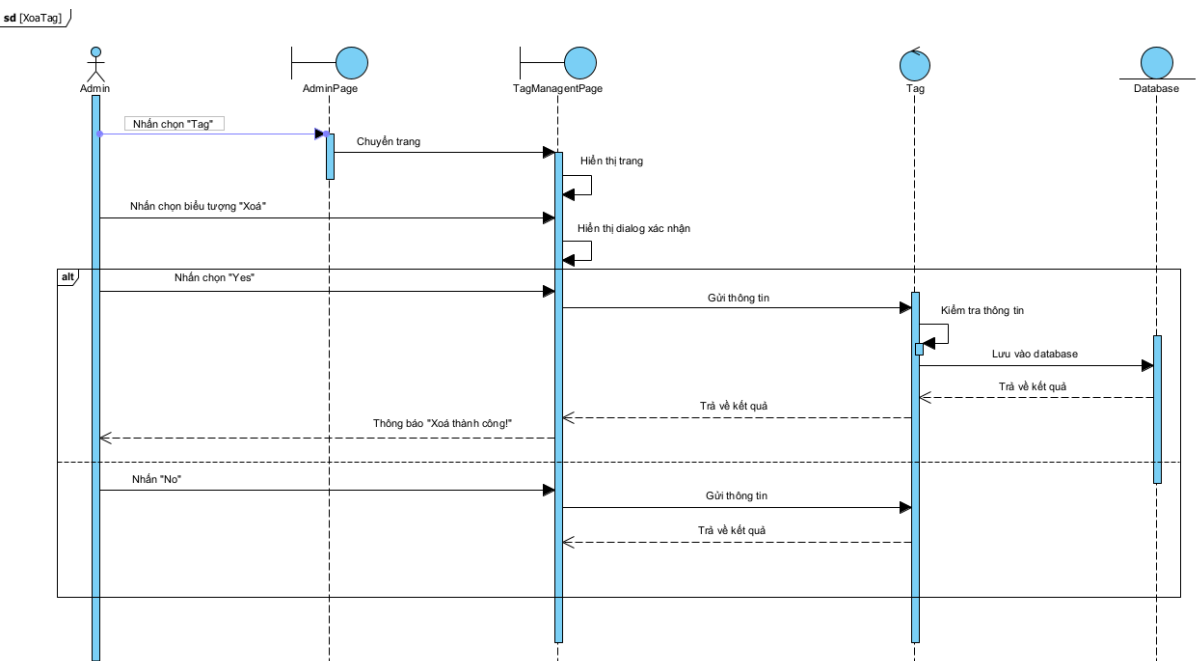 sd [XoaTag]
Admin
AdminPage
TagManagentPage
Tag
Database
Nhấn chọn "Tag"
Chuyển trang
Hiển thị trang
Nhấn chọn biểu tượng "Xoá"
Hiển thị dialog xác nhận
alt
Nhấn chọn "Yes"
Gửi thông tin
Kiểm tra thông tin
Lưu vào database
Trả về kết quả
Trả về kết quả
Thông báo "Xoá thành công!"
Nhấn "No"
Gửi thông tin
Trả về kết quả